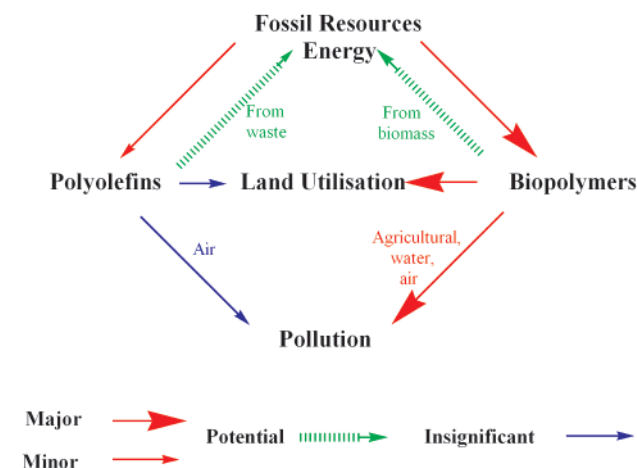 Fossil Resources
Energy
From
waste
From
biomass
Polyolefins
Land Utilisation
Biopolymers
Air
Agricultural,
water,
air
Pollution
Major
Potential
Insignificant
Minor